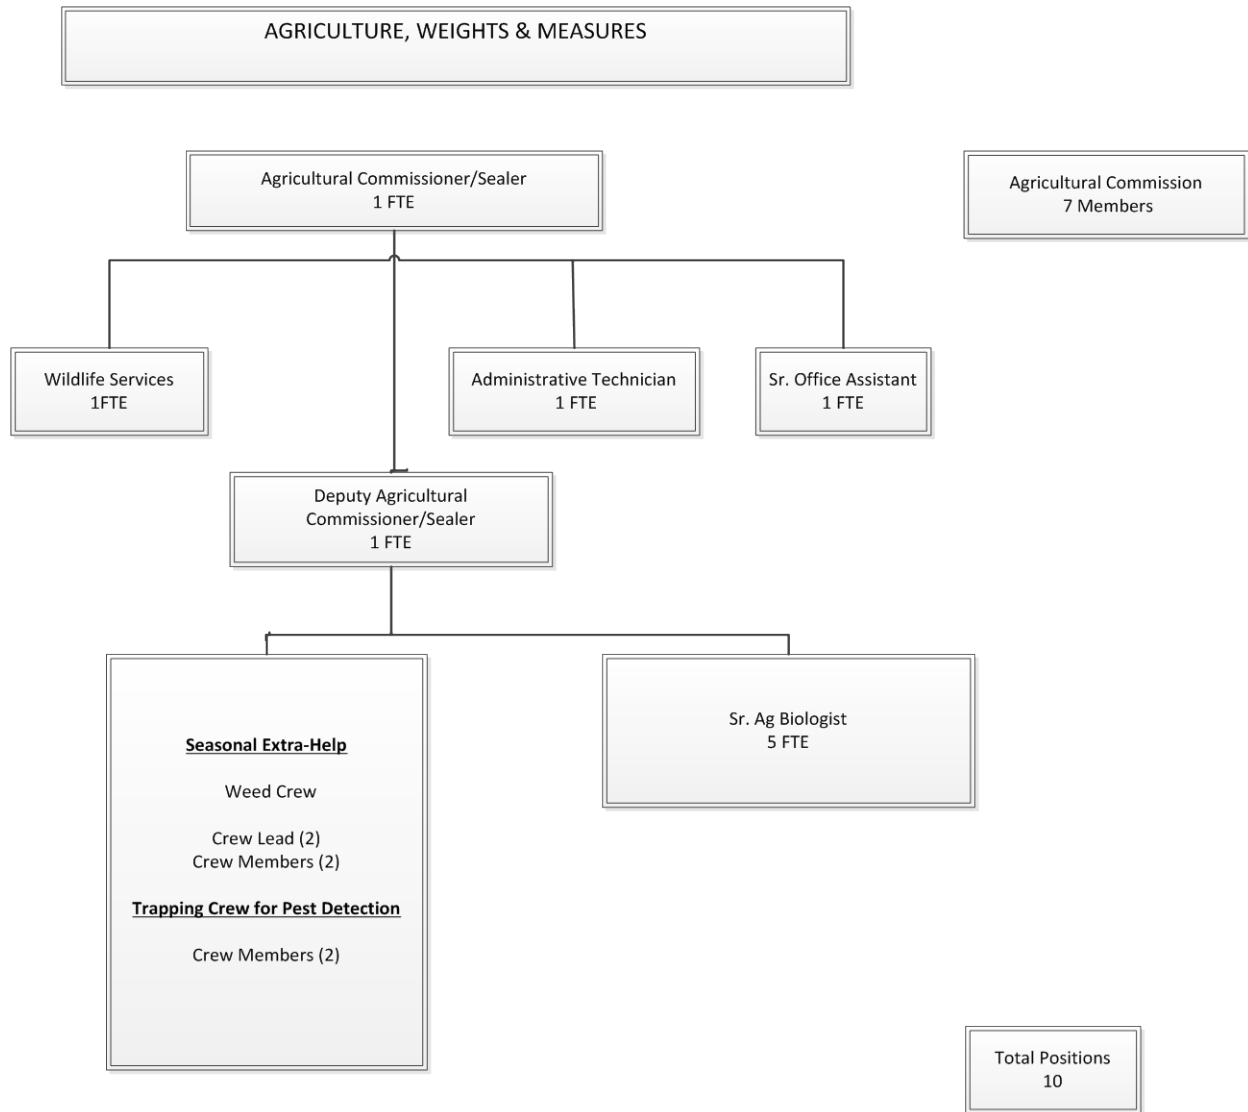 AGRICULTURE, WEIGHTS & MEASURES
Agricultural Commissioner/Sealer
1 FTE
Agricultural Commission
7 Members
Wildlife Services
1FTE
Administrative Technician
1 FTE
Sr. Office Assistant
1 FTE
Deputy Agricultural
Commissioner/Sealer
1 FTE
Seasonal Extra-Help
Weed Crew
Crew Lead (2)
Crew Members (2)
Trapping Crew for Pest Detection
Crew Members (2)
Sr. Ag Biologist
5 FTE
Total Positions
10